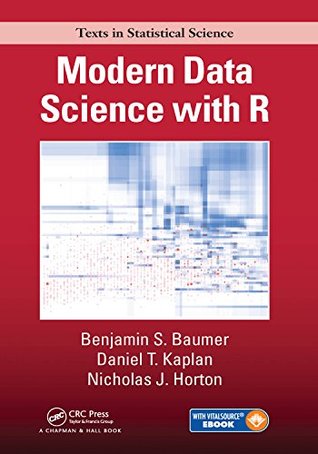 Texts in Statistical Science
Modern Data
Science with R
Benjamin S. Baumer
Daniel T. Kaplan
Nicholas J. Horton
CRC
CRC Press
Taylor & Francis Group
A CHAPMAN & HALL BOOK
WITH VITALSOURCE®
EBOOK